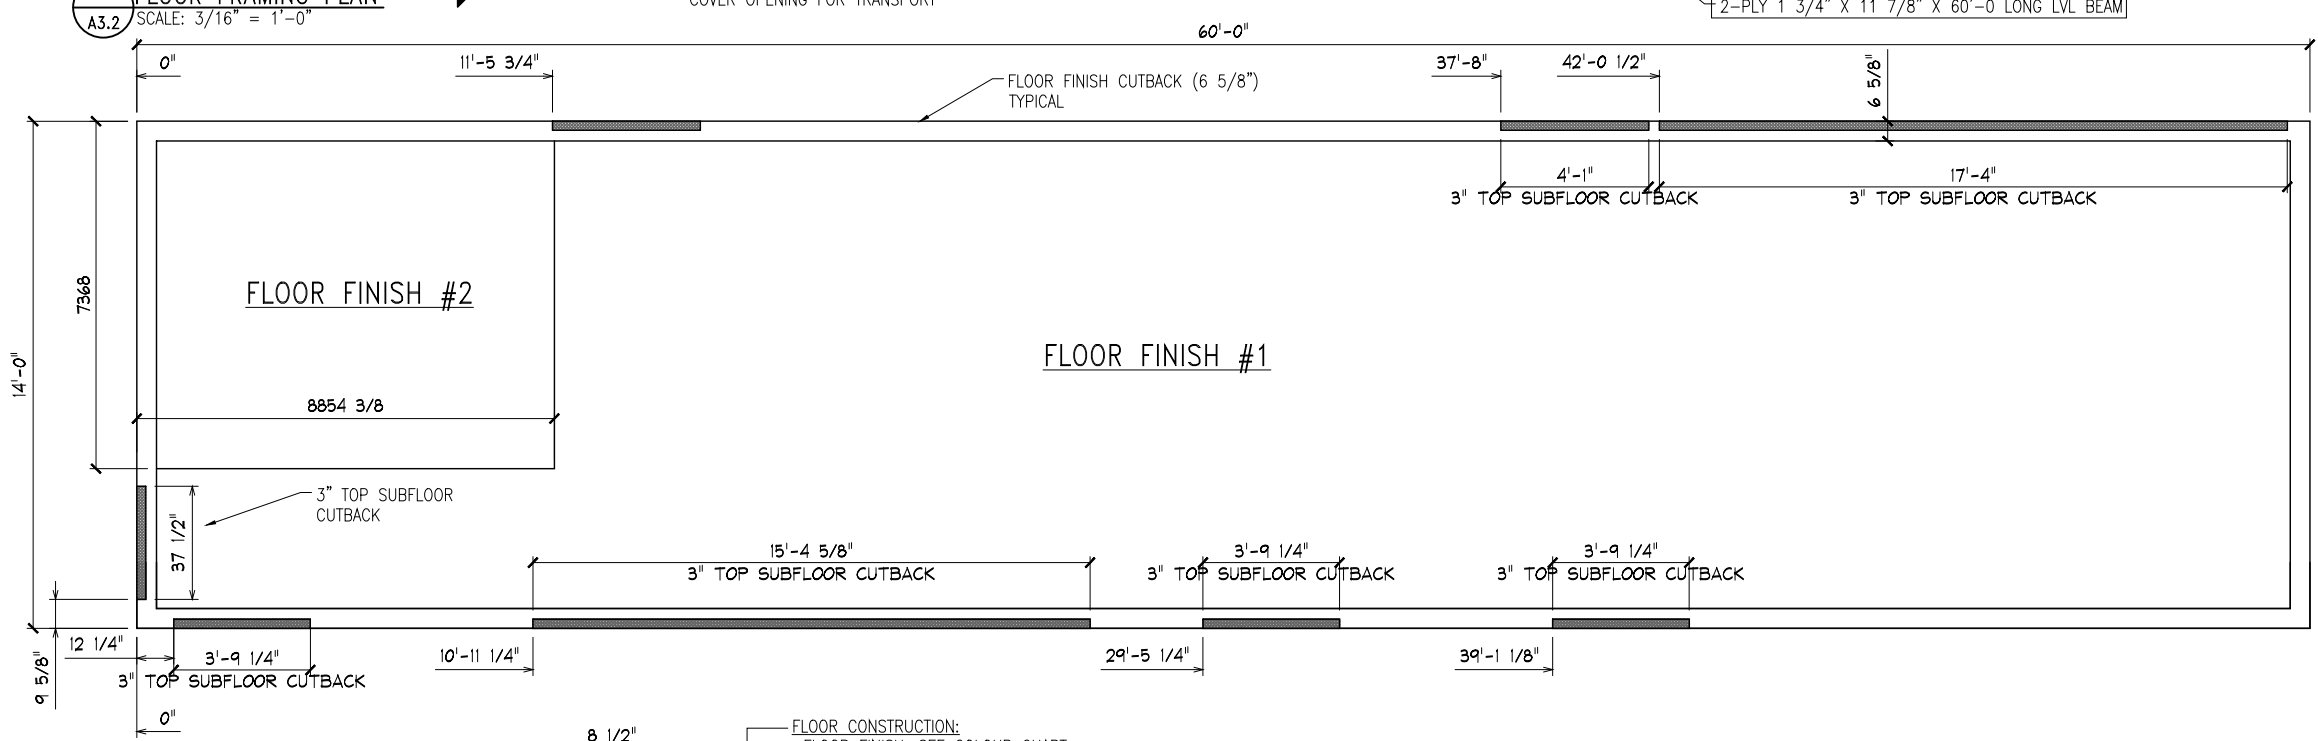 FLOOR FRAMING PLAN
A3.2
SCALE: 3/16" = 1'-0"
COVER OPENING FOR TRANSPORT
2-PLY 1 3/4" X 11 7/8" X 60'-0 LONG LVL BEAM
60'-0"
0"
11'-5 3/4"
FLOOR FINISH CUTBACK (6 5/8")
TYPICAL
37'-8"
42'-0 1/2"
6 5/8"
4'-1"
3" TOP SUBFLOOR CUTBACK
17'-4"
3" TOP SUBFLOOR CUTBACK
14'-0"
7368
FLOOR FINISH #2
FLOOR FINISH #1
8854 3/8
3" TOP SUBFLOOR
CUTBACK
37 1/2"
15'-4 5/8"
3" TOP SUBFLOOR CUTBACK
3'-9 1/4"
3" TOP SUBFLOOR CUTBACK
3'-9 1/4"
3" TOP SUBFLOOR CUTBACK
12 1/4"
9 5/8"
3'-9 1/4"
3" TOP SUBFLOOR CUTBACK
10'-11 1/4"
29'-5 1/4"
39'-1 1/8"
0"
8 1/2"
FLOOR CONSTRUCTION: